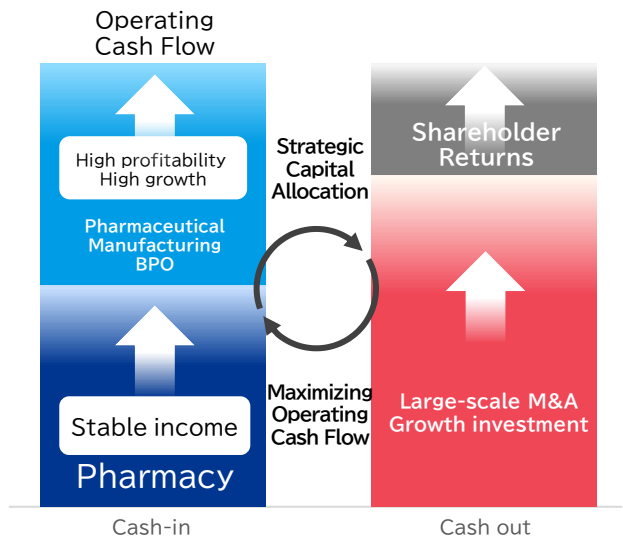 Operating
Cash Flow
High profitability
High growth
Pharmaceutical
Manufacturing
BPO
Stable income
Pharmacy
Cash-in
Strategic
Capital
Allocation
Maximizing
Operating
Cash Flow
Shareholder
Returns
Large-scale M&A
Growth investment
Cash out